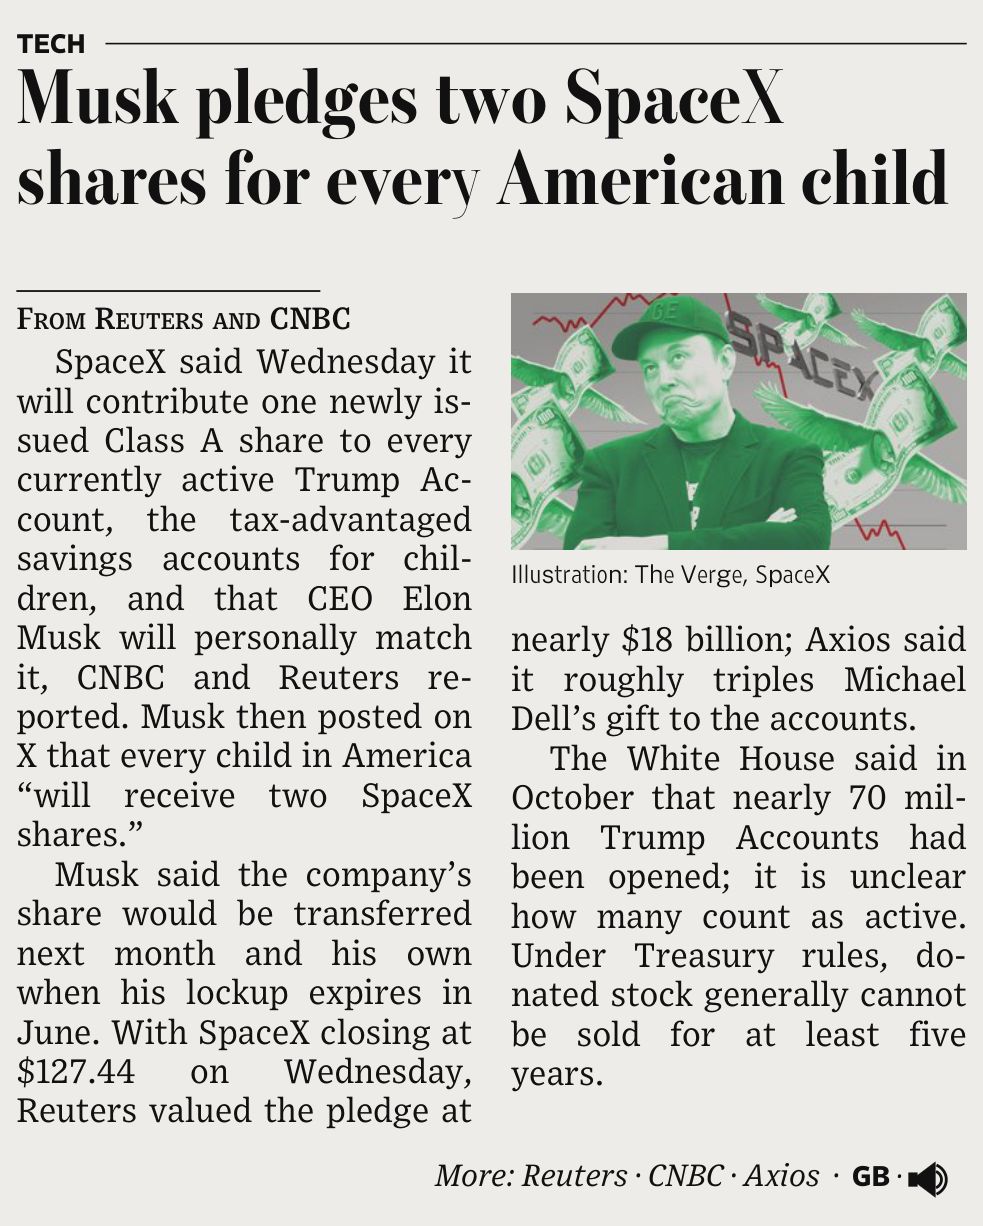 TECH
Musk pledges two SpaceX
shares for every American child
FROM REUTERS AND CNBC
SpaceX said Wednesday it
will contribute one newly is-
sued Class A share to every
currently active Trump Ac-
count, the tax-advantaged
savings accounts for chil-
dren, and that CEO Elon
Musk will personally match
it, CNBC and Reuters re-
ported. Musk then posted on
X that every child in America
“will receive two SpaceX
shares.”
Musk said the company’s
share would be transferred
next month and his own
when his lockup expires in
June. With SpaceX closing at
$127.44 on Wednesday,
Reuters valued the pledge at
GE
SPACEX
100
Illustration: The Verge, SpaceX
nearly $18 billion; Axios said
it roughly triples Michael
Dell’s gift to the accounts.
The White House said in
October that nearly 70 mil-
lion Trump Accounts had
been opened; it is unclear
how many count as active.
Under Treasury rules, do-
nated stock generally cannot
be sold for at least five
years.
More: Reuters · CNBC · Axios · GB ·